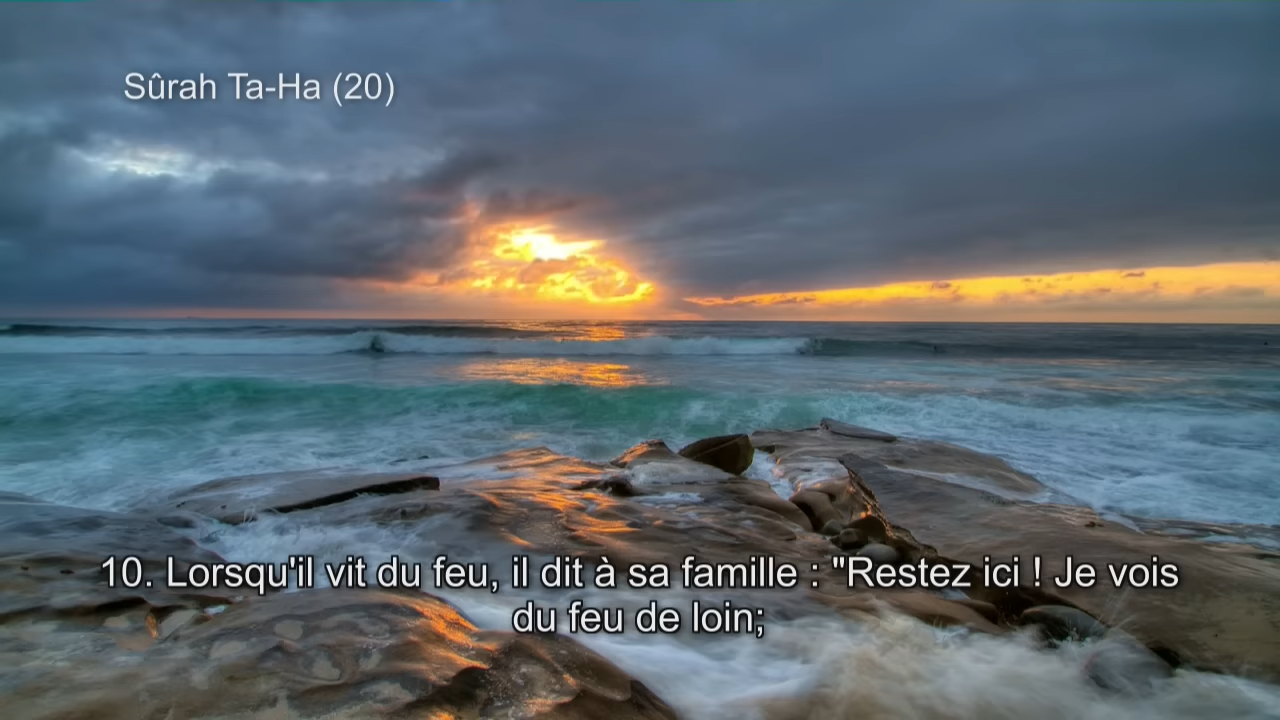 Sûrah Ta-Ha (20)
10. Lorsqu'il vit du feu, il dit à sa famille : "Restez ici ! Je vois
du feu de loin;